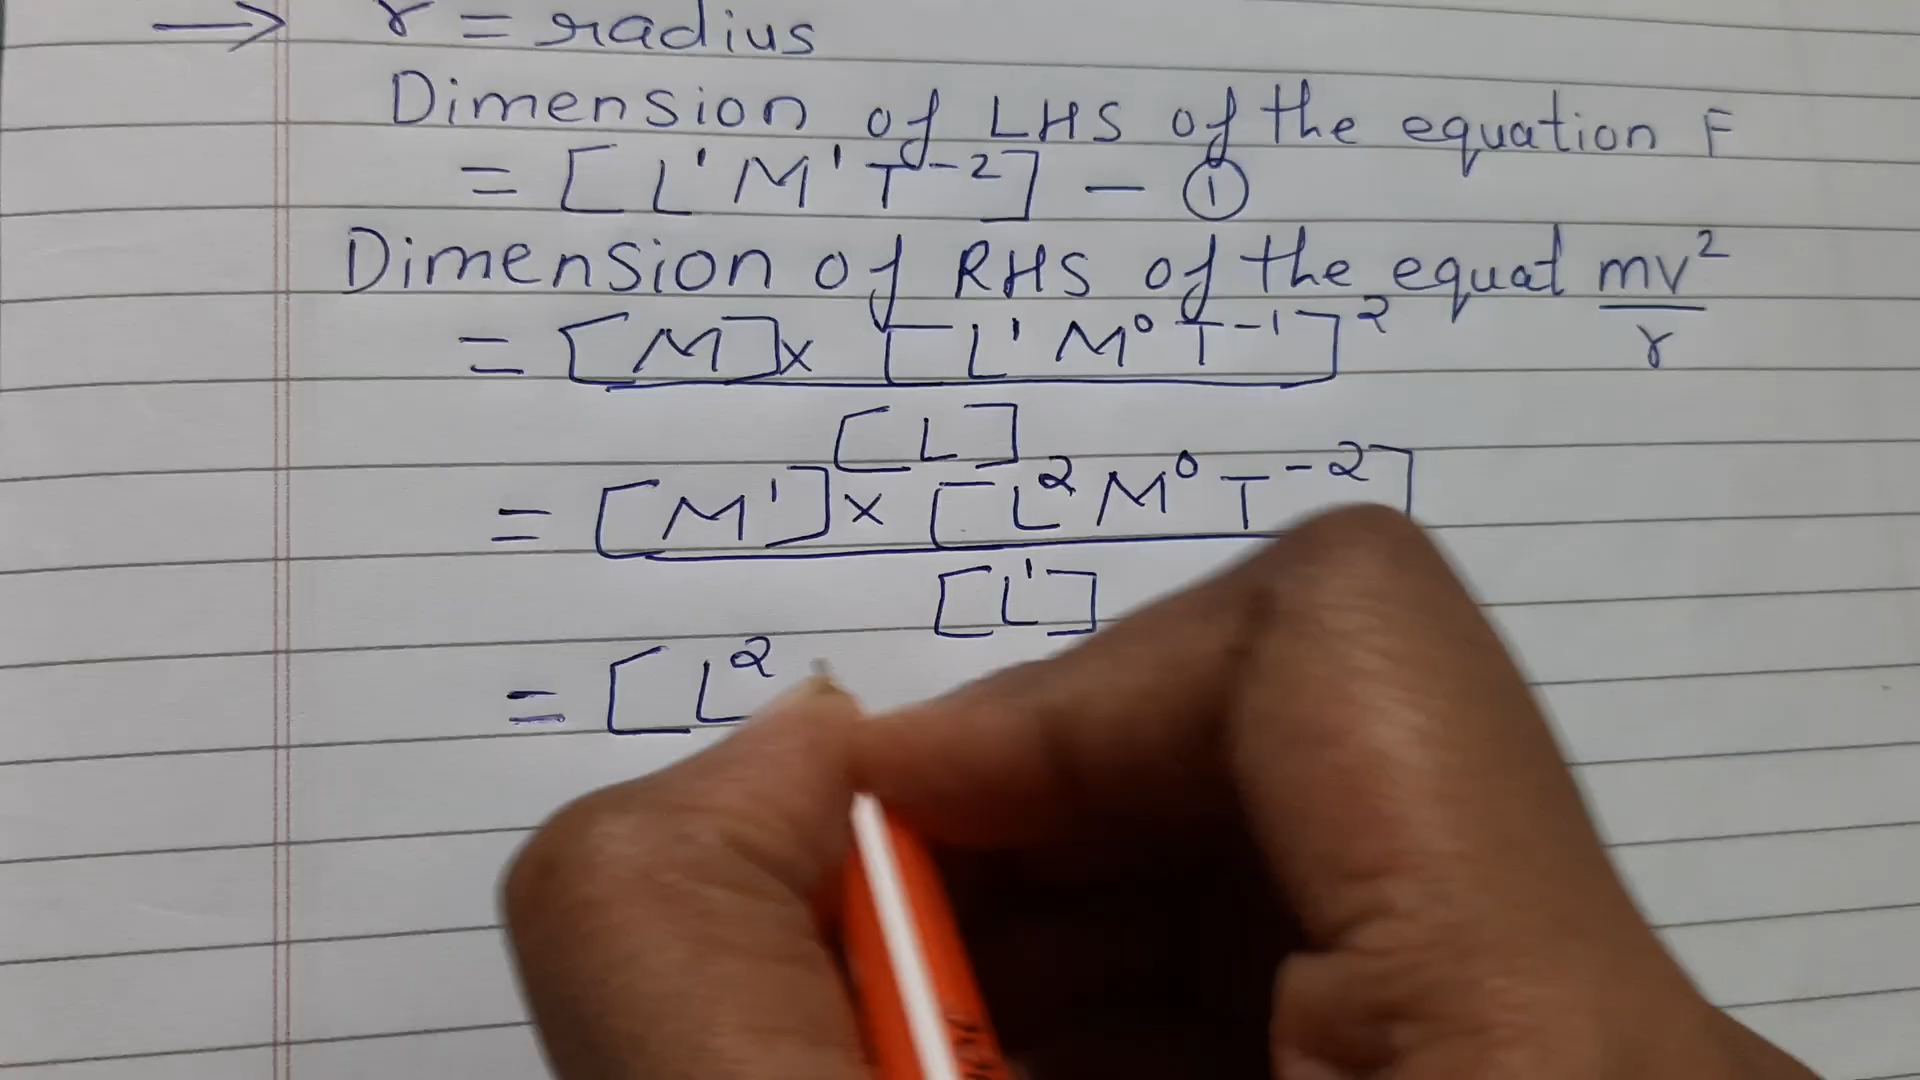 → r = radius
Dimension of LHS of the equation F
= [L¹M¹T⁻²] — ①
Dimension of RHS of the equat mv²/r
= [M] × [L¹M⁰T⁻¹]²
[L]
= [M¹] × [L²M⁰T⁻²]
[L¹]
= [L²